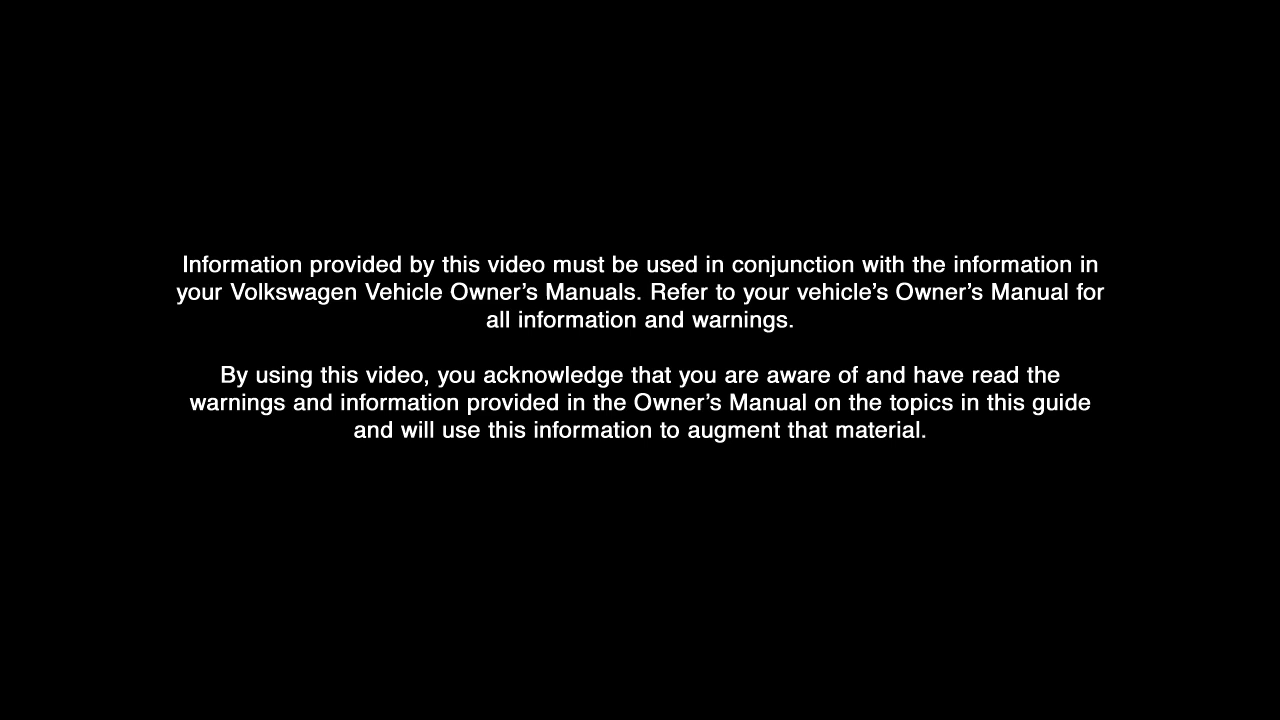 Information provided by this video must be used in conjunction with the information in
your Volkswagen Vehicle Owner’s Manuals. Refer to your vehicle’s Owner’s Manual for
all information and warnings.
By using this video, you acknowledge that you are aware of and have read the
warnings and information provided in the Owner’s Manual on the topics in this guide
and will use this information to augment that material.